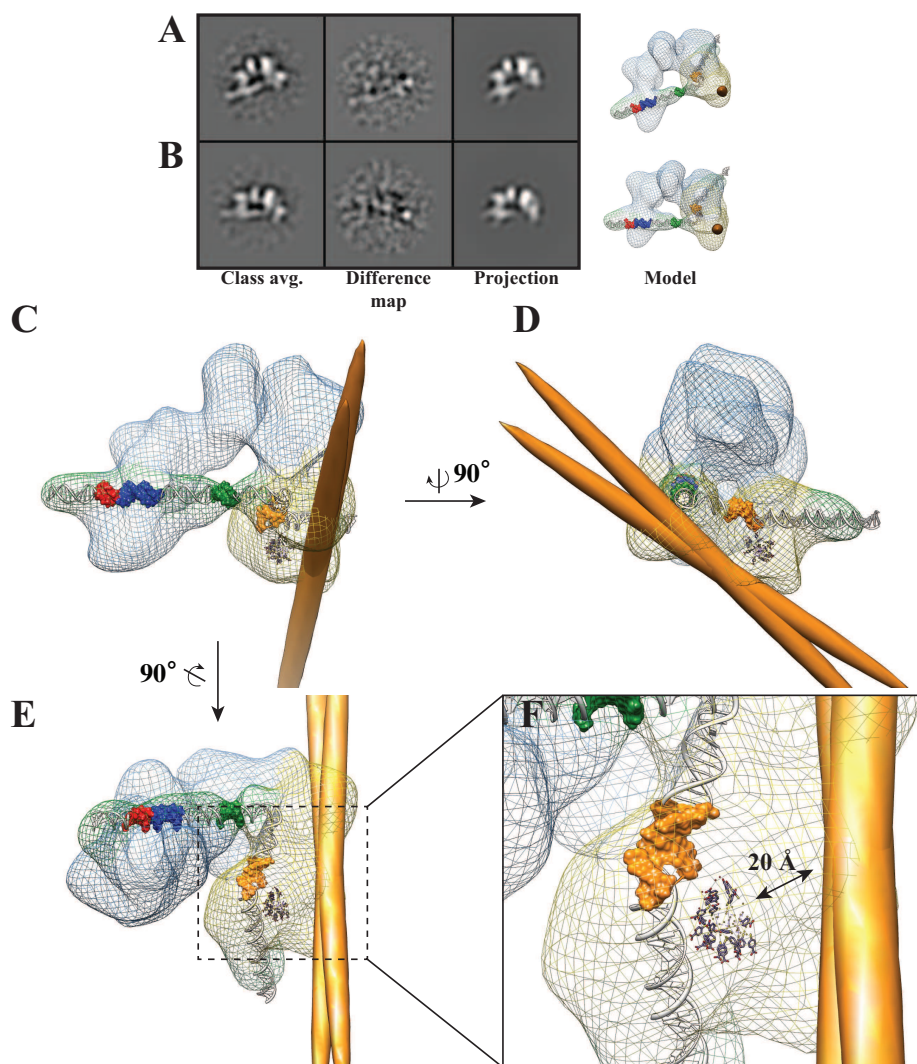 A
B
Class avg.
Difference
map
Projection
Model
C
D
90°
90°
E
F
20 Å